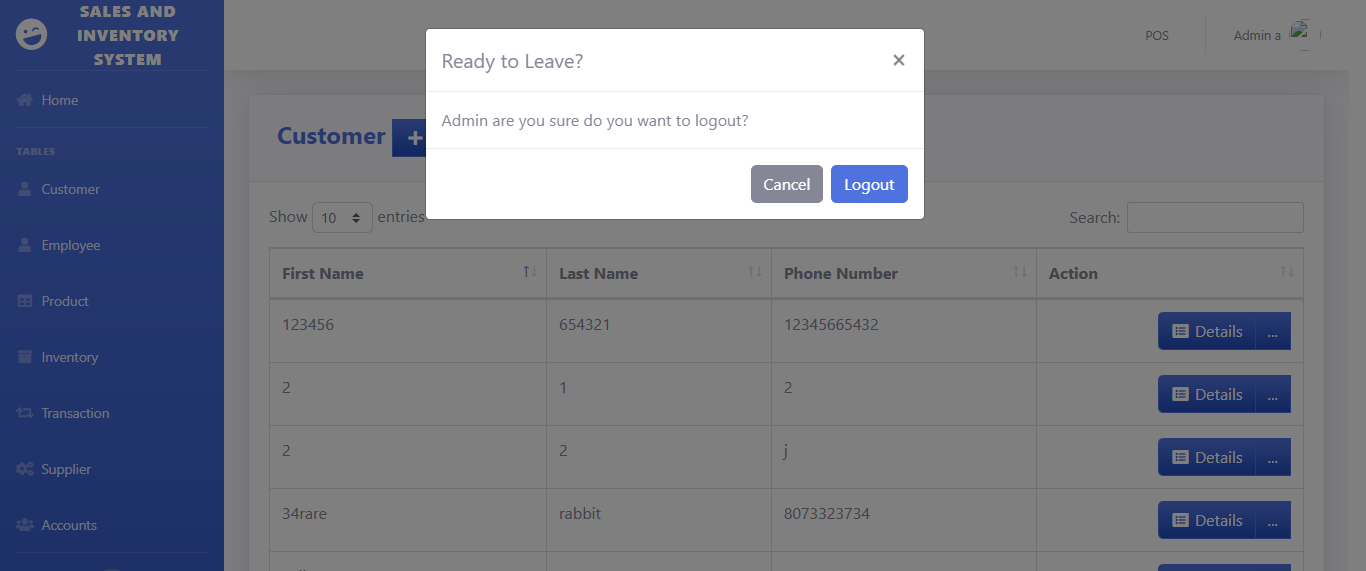 SALES AND
INVENTORY
SYSTEM
Home
TABLES
Customer
Employee
Product
Inventory
Transaction
Supplier
Accounts
POS
Admin a
Ready to Leave?
×
Admin are you sure do you want to logout?
Cancel Logout
Customer +
Show 10 entries
Search:
First Name Last Name Phone Number Action
123456 654321 12345665432 Details ...
2 1 2 Details ...
2 2 j Details ...
34rare rabbit 8073323734 Details ...